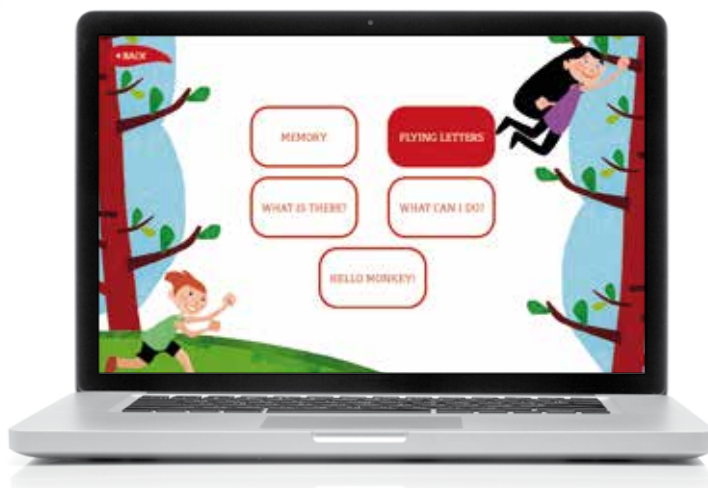 BACK
MEMORY
FLYING LETTERS
WHAT IS THERE?
WHAT CAN I DO?
HELLO MONKEY!